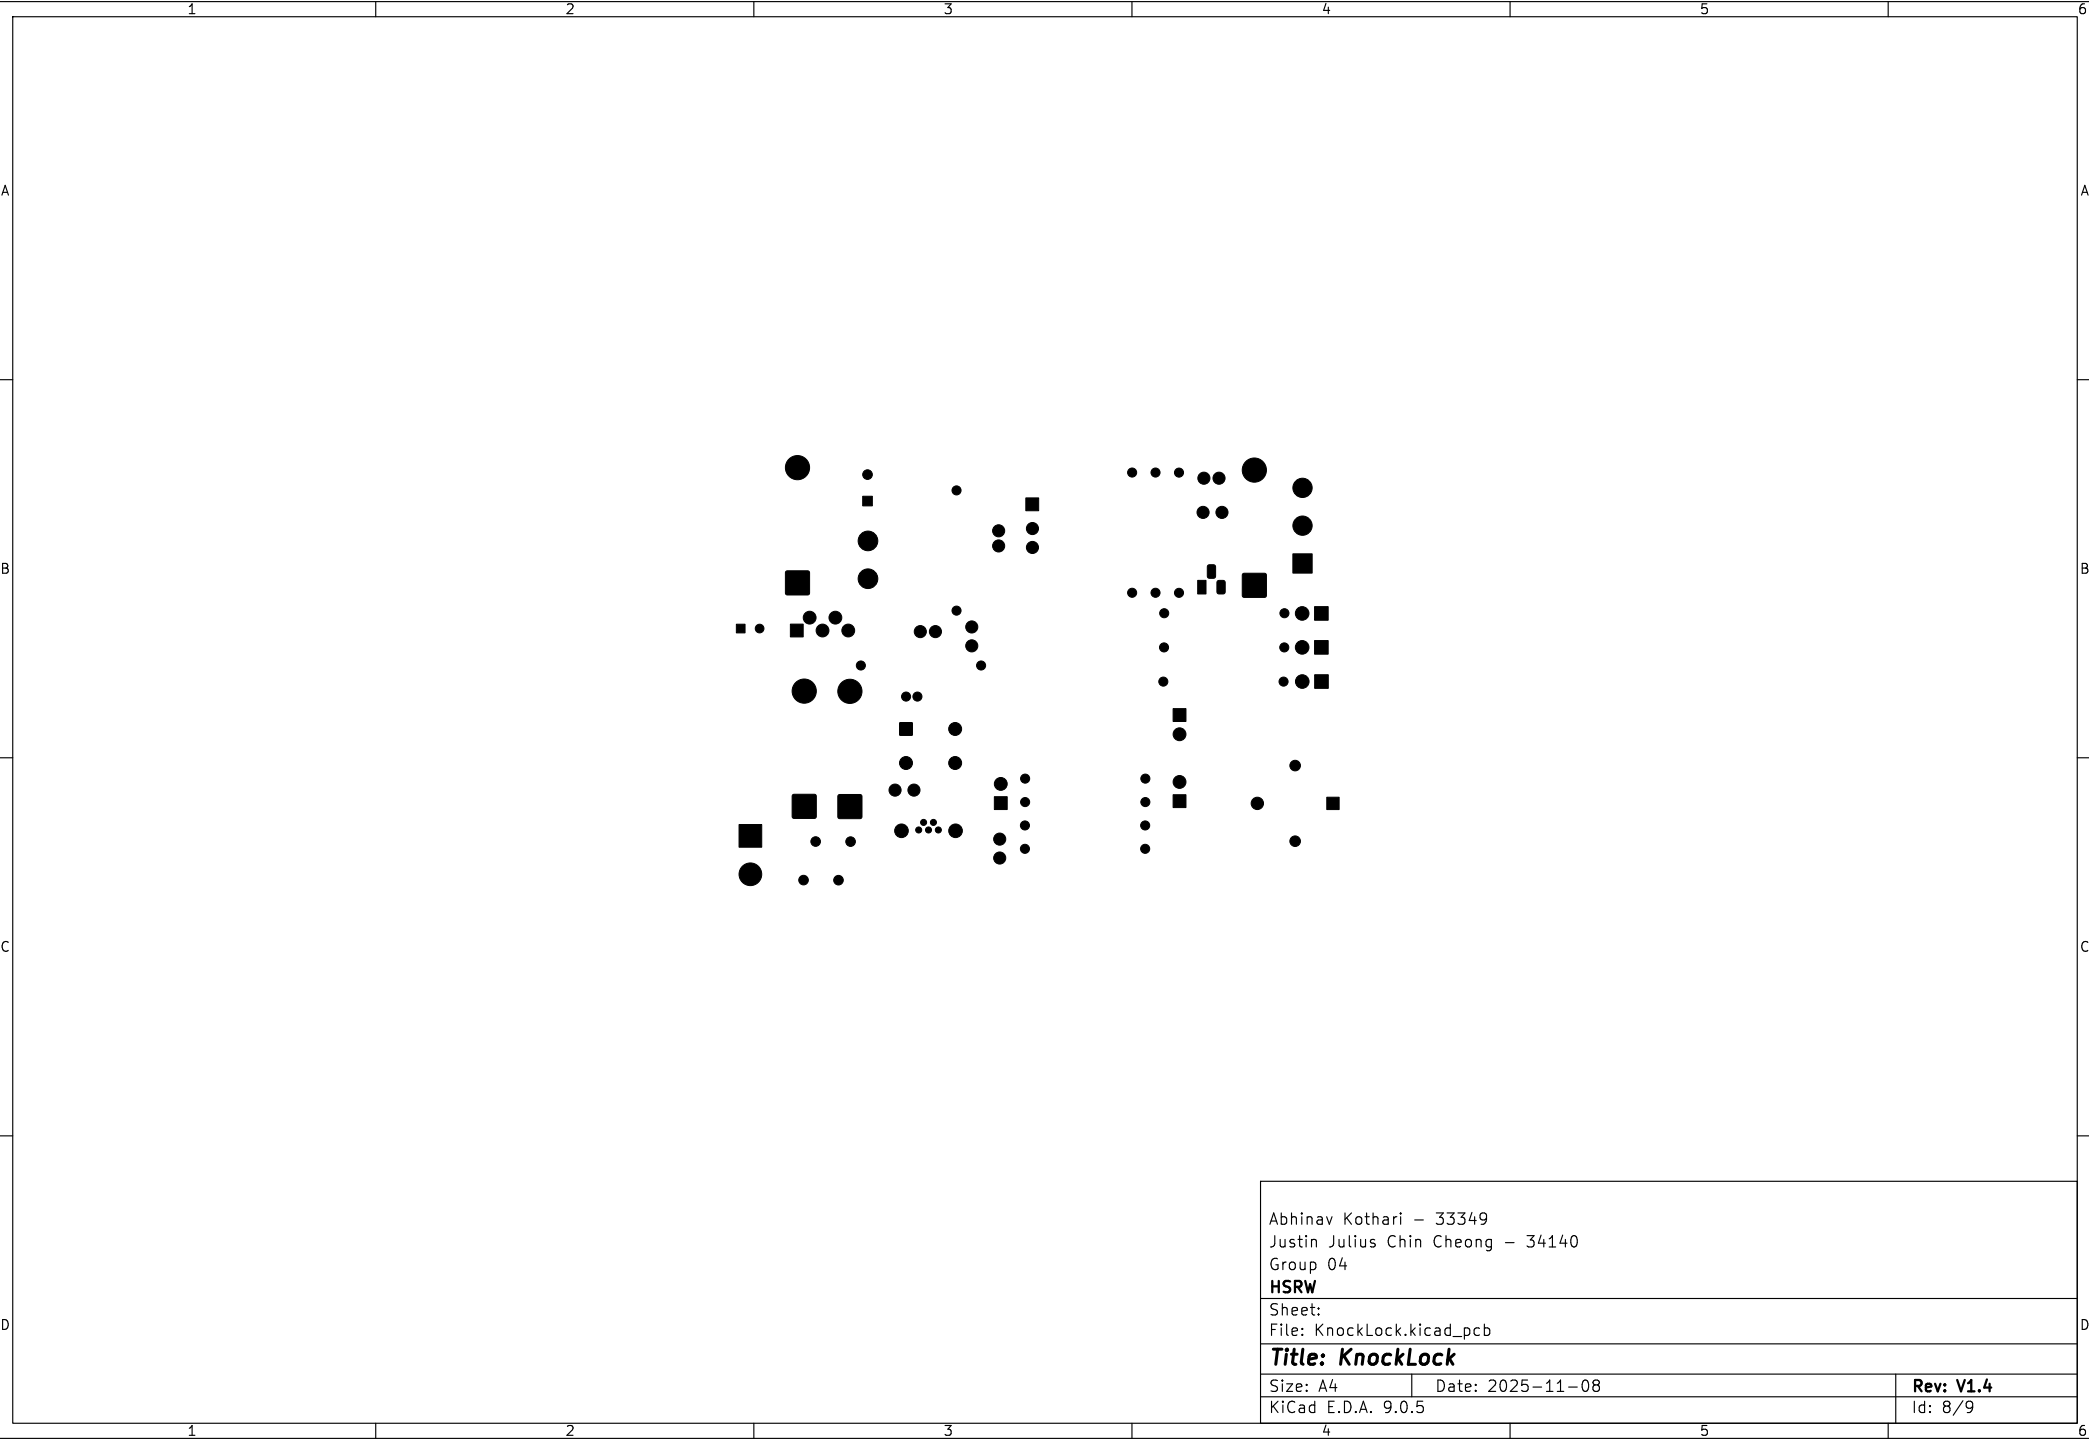 1 2 3 4 5 6
A A
B B
C C
D D
Abhinav Kothari – 33349
Justin Julius Chin Cheong – 34140
Group 04
HSRW
Sheet:
File: KnockLock.kicad_pcb
Title: KnockLock
Size: A4 Date: 2025-11-08 Rev: V1.4
KiCad E.D.A. 9.0.5 Id: 8/9
1 2 3 4 5 6